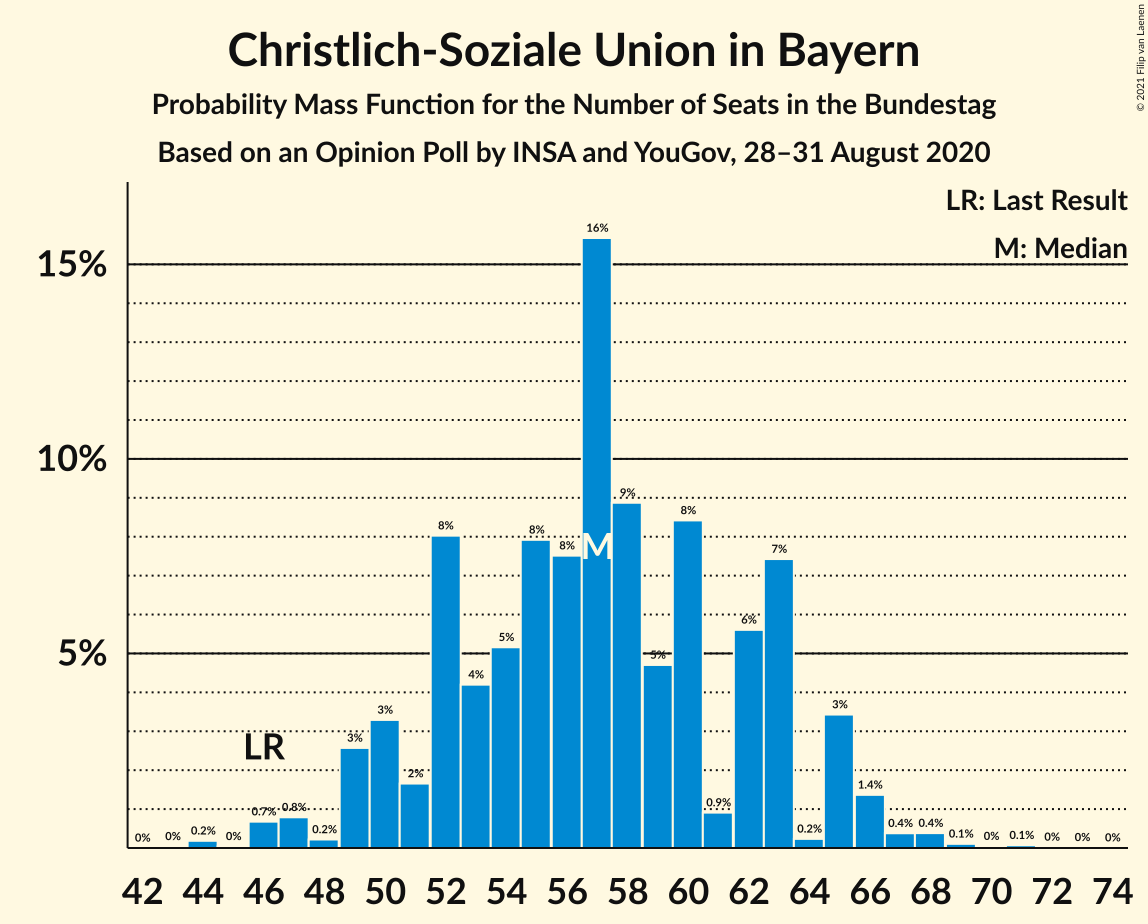 Christlich-Soziale Union in Bayern
Probability Mass Function for the Number of Seats in the Bundestag
Based on an Opinion Poll by INSA and YouGov, 28–31 August 2020
© 2021 Filip van Laenen
LR: Last Result
M: Median
15%
10%
5%
0% 0% 0.2% 0% 0.7% 0.8% 0.2% 3% 3% 2% 8% 4% 5% 8% 8% 16% 9% 5% 8% 0.9% 6% 7% 0.2% 3% 1.4% 0.4% 0.4% 0.1% 0% 0.1% 0% 0% 0%
LR
M
42 44 46 48 50 52 54 56 58 60 62 64 66 68 70 72 74